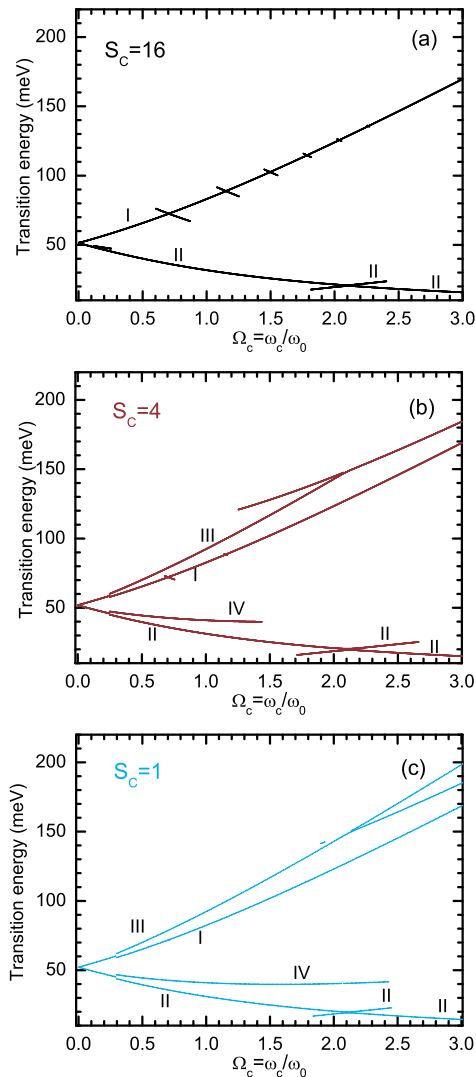 (a)
S_C=16
Transition energy (meV)
200
150
100
50
I
II
II
II
0.0 0.5 1.0 1.5 2.0 2.5 3.0
Ω_c=ω_c/ω_0
(b)
S_C=4
Transition energy (meV)
200
150
100
50
III
I
IV
II
II
II
0.0 0.5 1.0 1.5 2.0 2.5 3.0
Ω_c=ω_c/ω_0
(c)
S_C=1
Transition energy (meV)
200
150
100
50
III
I
IV
II
II
II
0.0 0.5 1.0 1.5 2.0 2.5 3.0
Ω_c=ω_c/ω_0